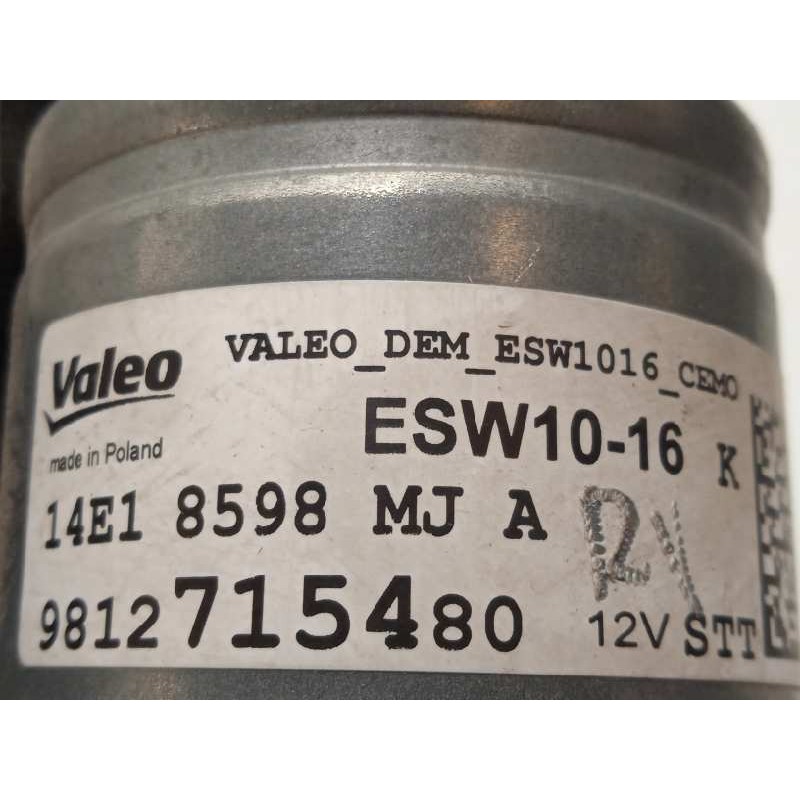 Valeo VALEO_DEM_ESW1016_CEMO
made in Poland ESW10-16 K
14E1 8598 MJ A
9812715480 12V STT